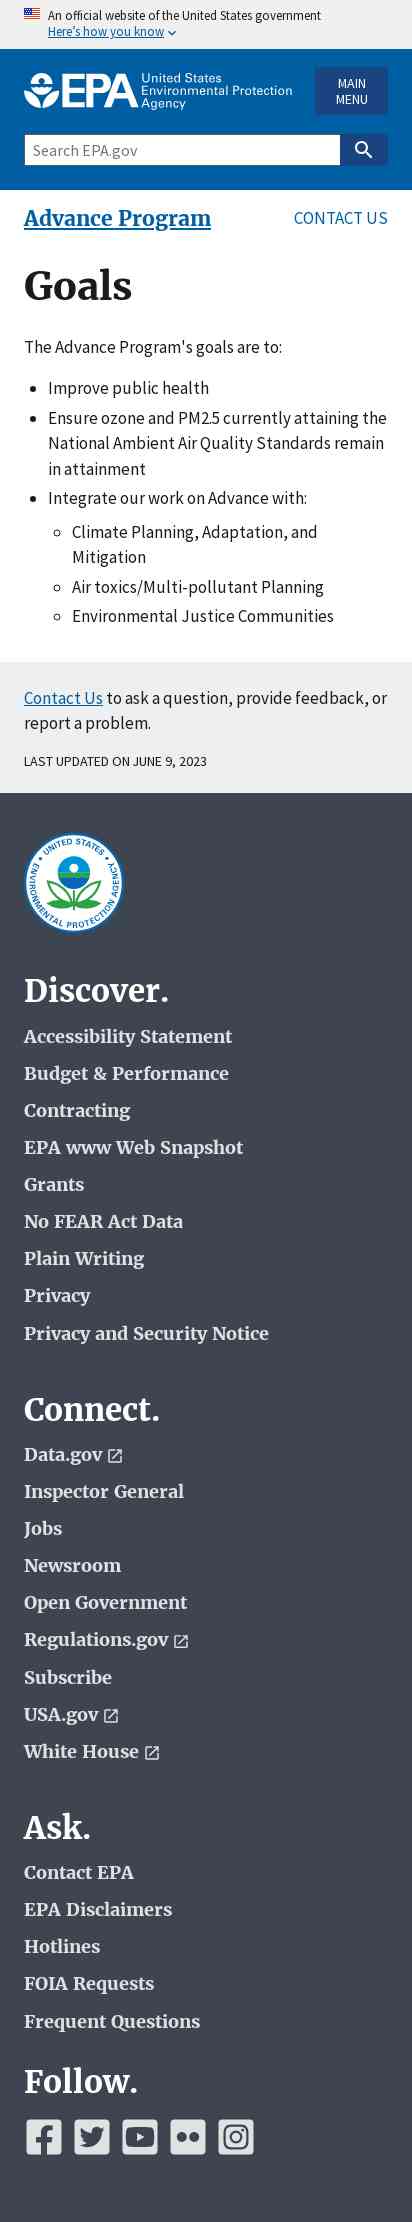 An official website of the United States government
Here’s how you know
EPA United States
Environmental Protection
Agency
MAIN
MENU
Search EPA.gov
Advance Program
CONTACT US
Goals
The Advance Program's goals are to:
Improve public health
Ensure ozone and PM2.5 currently attaining the
National Ambient Air Quality Standards remain
in attainment
Integrate our work on Advance with:
Climate Planning, Adaptation, and
Mitigation
Air toxics/Multi-pollutant Planning
Environmental Justice Communities
Contact Us to ask a question, provide feedback, or
report a problem.
LAST UPDATED ON JUNE 9, 2023
UNITED STATES
ENVIRONMENTAL PROTECTION AGENCY
Discover.
Accessibility Statement
Budget & Performance
Contracting
EPA www Web Snapshot
Grants
No FEAR Act Data
Plain Writing
Privacy
Privacy and Security Notice
Connect.
Data.gov
Inspector General
Jobs
Newsroom
Open Government
Regulations.gov
Subscribe
USA.gov
White House
Ask.
Contact EPA
EPA Disclaimers
Hotlines
FOIA Requests
Frequent Questions
Follow.